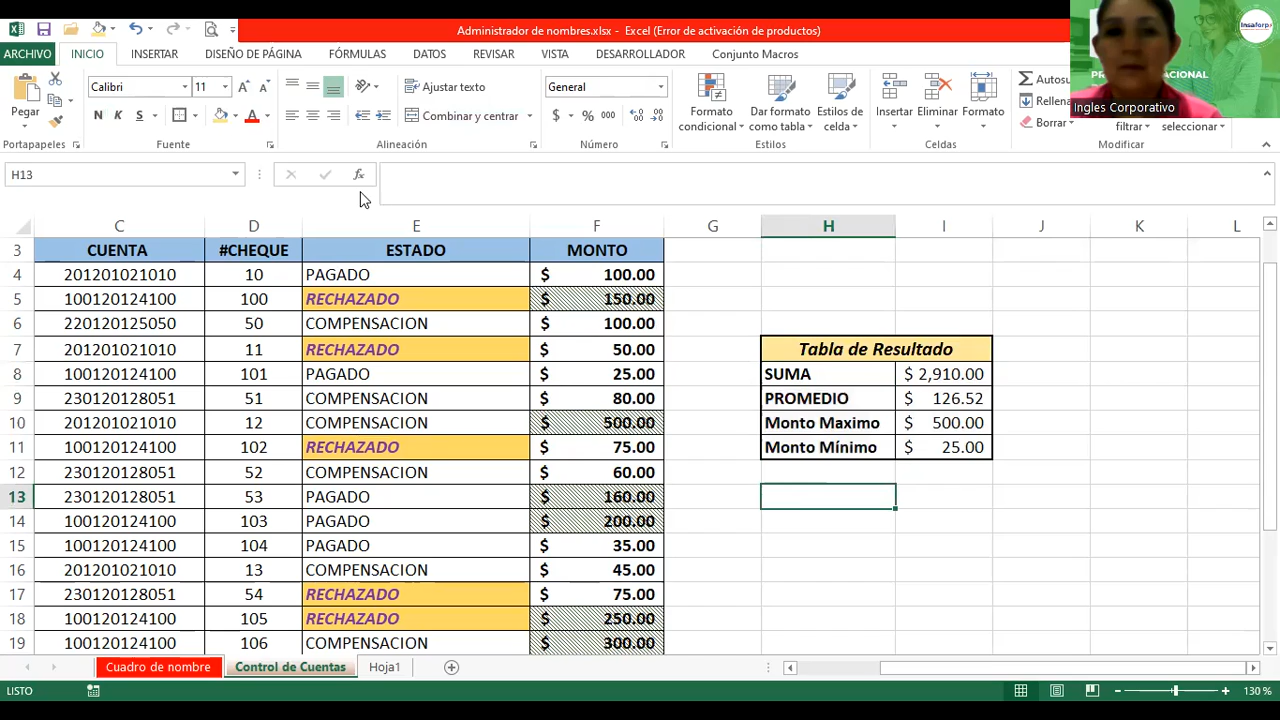 Administrador de nombres.xlsx - Excel (Error de activación de productos)
ARCHIVO INICIO INSERTAR DISEÑO DE PÁGINA FÓRMULAS DATOS REVISAR VISTA DESARROLLADOR Conjunto Macros
Insaforp
Ingles Corporativo
Pegar
Calibri 11
N K S
Ajustar texto
Combinar y centrar
General
$ % 000
Formato condicional
Dar formato como tabla
Estilos de celda
Insertar Eliminar Formato
Autosu
Rellena
Borrar
filtrar seleccionar
Portapapeles Fuente Alineación Número Estilos Celdas Modificar
H13
fx
C D E F G H I J K L
3 CUENTA #CHEQUE ESTADO MONTO
4 201201021010 10 PAGADO $ 100.00
5 100120124100 100 RECHAZADO $ 150.00
6 220120125050 50 COMPENSACION $ 100.00
7 201201021010 11 RECHAZADO $ 50.00 Tabla de Resultado
8 100120124100 101 PAGADO $ 25.00 SUMA $ 2,910.00
9 230120128051 51 COMPENSACION $ 80.00 PROMEDIO $ 126.52
10 201201021010 12 COMPENSACION $ 500.00 Monto Maximo $ 500.00
11 100120124100 102 RECHAZADO $ 75.00 Monto Mínimo $ 25.00
12 230120128051 52 COMPENSACION $ 60.00
13 230120128051 53 PAGADO $ 160.00
14 100120124100 103 PAGADO $ 200.00
15 100120124100 104 PAGADO $ 35.00
16 201201021010 13 COMPENSACION $ 45.00
17 230120128051 54 RECHAZADO $ 75.00
18 100120124100 105 RECHAZADO $ 250.00
19 100120124100 106 COMPENSACION $ 300.00
Cuadro de nombre Control de Cuentas Hoja1
LISTO 130 %